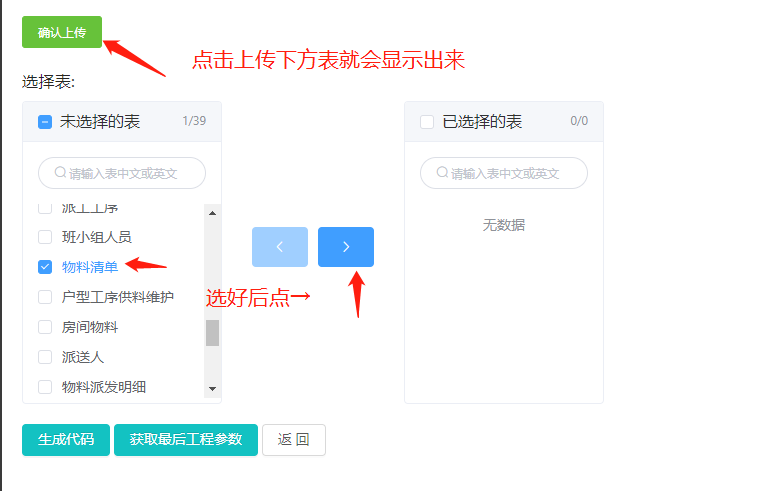 确认上传
点击上传下方表就会显示出来
选择表:
未选择的表 1/39
请输入表中文或英文
派工工序
班小组人员
物料清单
户型工序供料维护
房间物料
派送人
物料派发明细
选好后点→
已选择的表 0/0
请输入表中文或英文
无数据
生成代码 获取最后工程参数 返 回